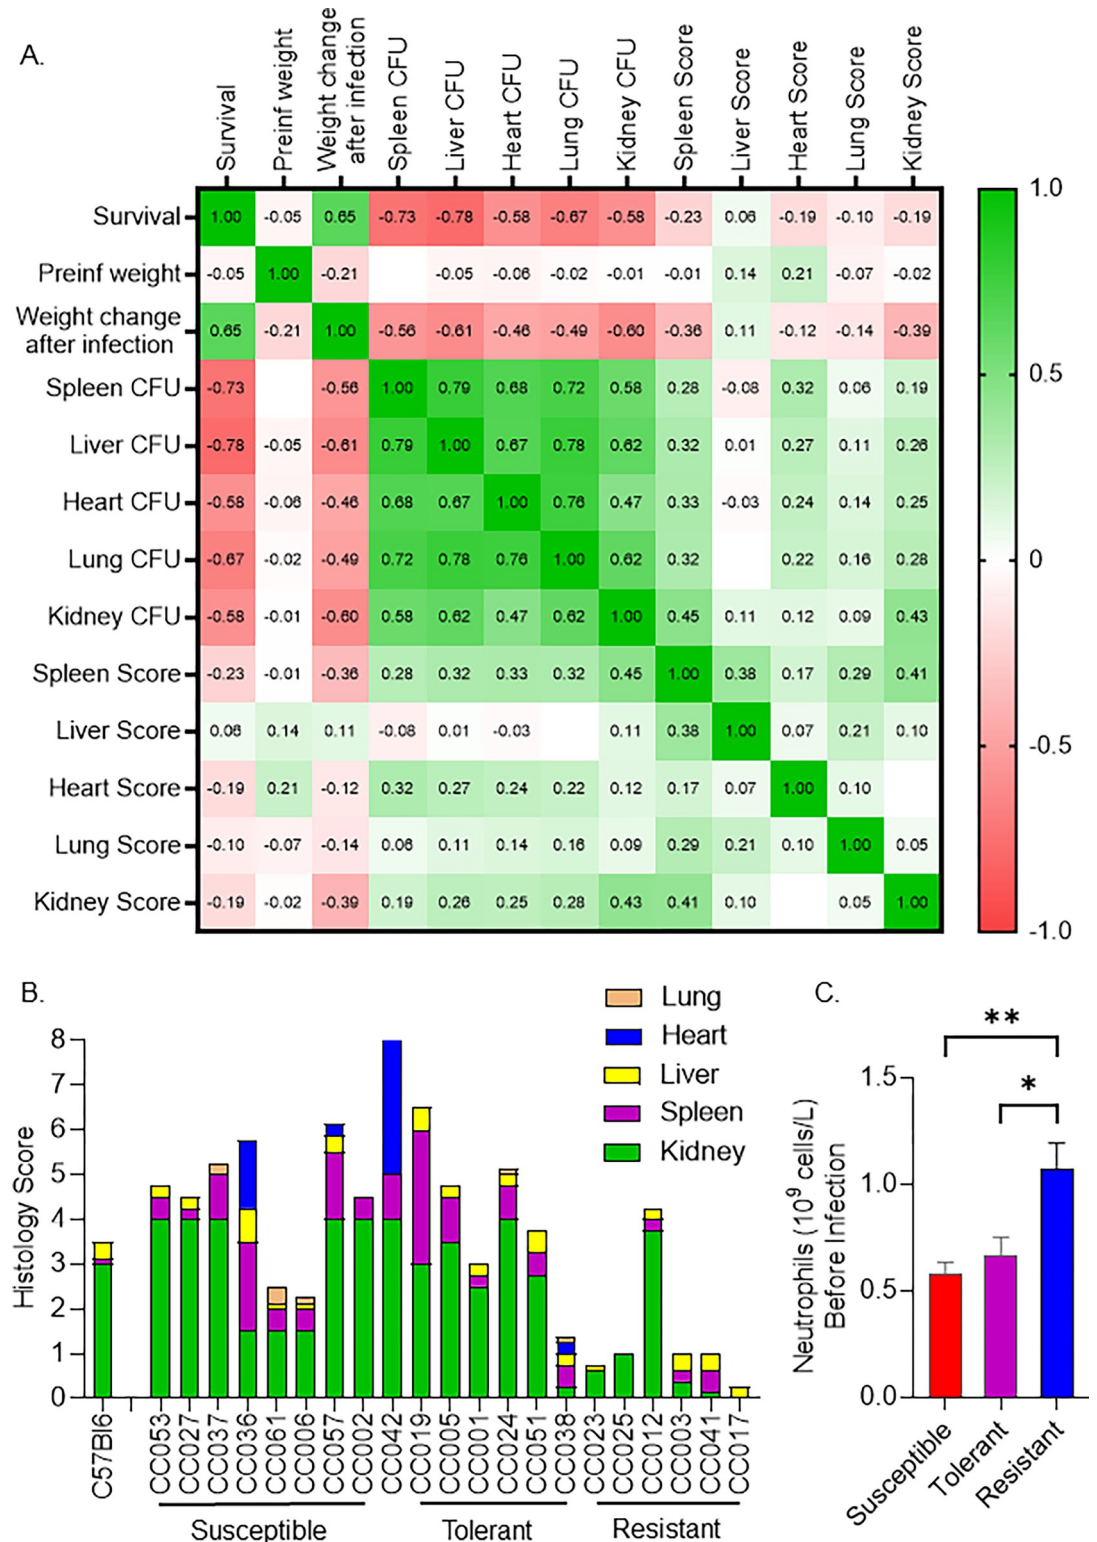 A.
Survival
Preinf weight
Weight change
after infection
Spleen CFU
Liver CFU
Heart CFU
Lung CFU
Kidney CFU
Spleen Score
Liver Score
Heart Score
Lung Score
Kidney Score
Survival 1.00 -0.05 0.65 -0.73 -0.78 -0.58 -0.67 -0.58 -0.23 0.06 -0.19 -0.10 -0.19
Preinf weight -0.05 1.00 -0.21 -0.05 -0.06 -0.02 -0.01 -0.01 0.14 0.21 -0.07 -0.02
Weight change
after infection 0.65 -0.21 1.00 -0.56 -0.61 -0.46 -0.49 -0.60 -0.36 0.11 -0.12 -0.14 -0.39
Spleen CFU -0.73 -0.56 1.00 0.79 0.68 0.72 0.58 0.28 -0.08 0.32 0.06 0.19
Liver CFU -0.78 -0.05 -0.61 0.79 1.00 0.67 0.78 0.62 0.32 0.01 0.27 0.11 0.26
Heart CFU -0.58 -0.06 -0.46 0.68 0.67 1.00 0.76 0.47 0.33 -0.03 0.24 0.14 0.25
Lung CFU -0.67 -0.02 -0.49 0.72 0.78 0.76 1.00 0.62 0.32 0.22 0.16 0.28
Kidney CFU -0.58 -0.01 -0.60 0.58 0.62 0.47 0.62 1.00 0.45 0.11 0.12 0.09 0.43
Spleen Score -0.23 -0.01 -0.36 0.28 0.32 0.33 0.32 0.45 1.00 0.38 0.17 0.29 0.41
Liver Score 0.06 0.14 0.11 -0.08 0.01 -0.03 0.11 0.38 1.00 0.07 0.21 0.10
Heart Score -0.19 0.21 -0.12 0.32 0.27 0.24 0.22 0.12 0.17 0.07 1.00 0.10
Lung Score -0.10 -0.07 -0.14 0.06 0.11 0.14 0.16 0.09 0.29 0.21 0.10 1.00 0.05
Kidney Score -0.19 -0.02 -0.39 0.19 0.26 0.25 0.28 0.43 0.41 0.10 0.05 1.00
1.0
0.5
0
-0.5
-1.0
B.
Lung
Heart
Liver
Spleen
Kidney
Histology Score
8
7
6
5
4
3
2
1
0
C57Bl6
CC053
CC027
CC037
CC036
CC061
CC006
CC057
CC002
CC042
CC019
CC005
CC001
CC024
CC051
CC038
CC023
CC025
CC012
CC003
CC041
CC017
Susceptible
Tolerant
Resistant
C.
**
*
Neutrophils (10⁹ cells/L)
Before Infection
1.5
1.0
0.5
0.0
Susceptible
Tolerant
Resistant